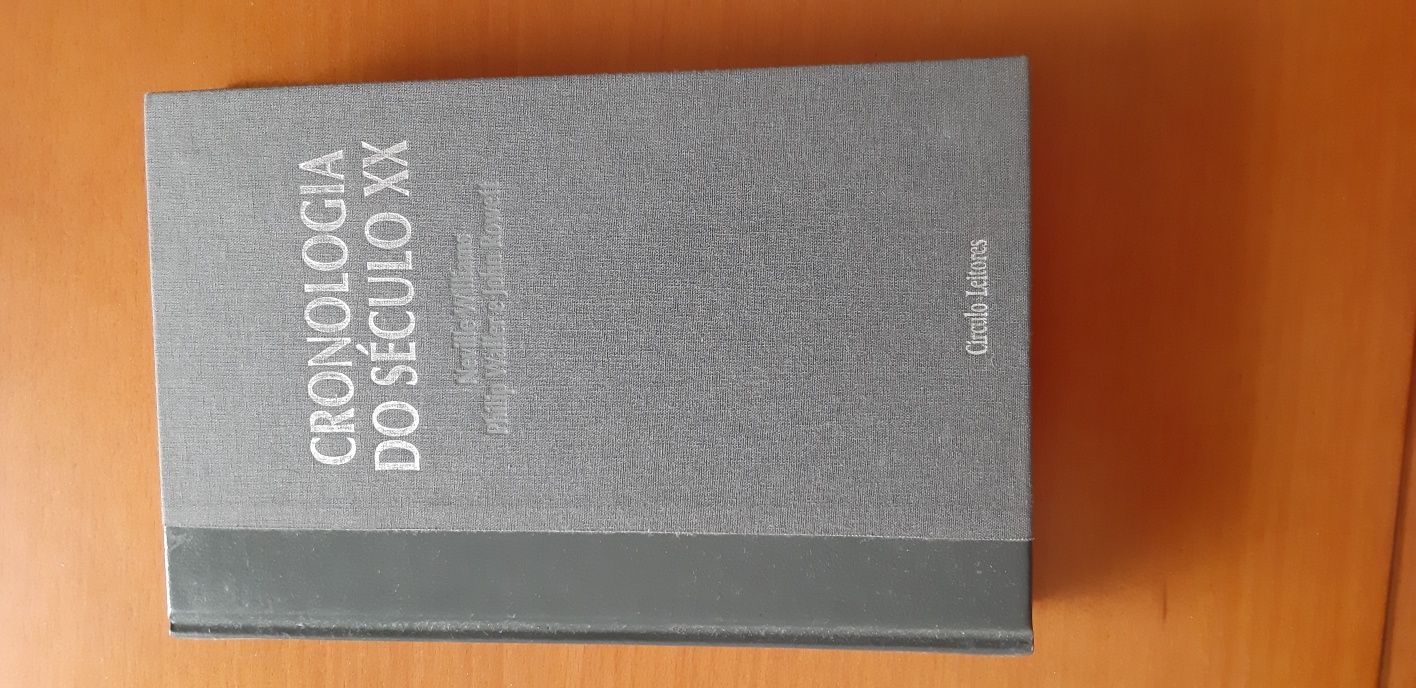 CRONOLOGIA
DO SÉCULO XX
Neville Williams
Philip Waller e John Rowett
Círculo Leitores